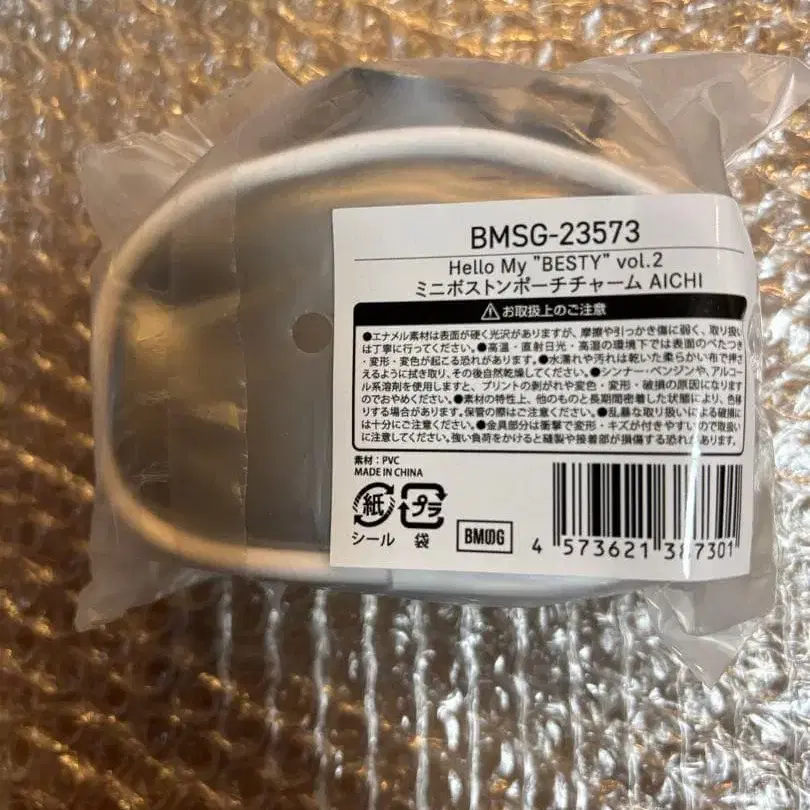 BMSG-23573
Hello My "BESTY" vol.2
ミニボストンポーチチャーム AICHI
⚠お取扱上のご注意
●エナメル素材は表面が硬く光沢がありますが、摩擦や引っかき傷に弱く、取り扱い
は丁寧に行ってください。●高温・直射日光・高湿の環境下では表面のべたつき
・変形・変色が起こる恐れがあります。●水濡れや汚れは乾いた柔らかい布で押さ
えるように拭き取り、その後自然乾燥してください。●シンナー・ベンジンや、アルコー
ル系溶剤を使用しますと、プリントの剥がれや変色・変形・破損の原因になります
のでおやめください。●素材の特性上、他のものと長期間密着した状態により、色移
りする場合があります。保管の際はご注意ください。●乱暴な取り扱いによる破損に
は十分にご注意ください。●金具部分は衝撃で変形・キズが付きやすいので取扱い
に注意してください。強い負荷をかけると縫製や接着部が損傷する恐れがあります。
素材：PVC
MADE IN CHINA
紙 プラ
シール 袋
BMSG
4 573621 387301